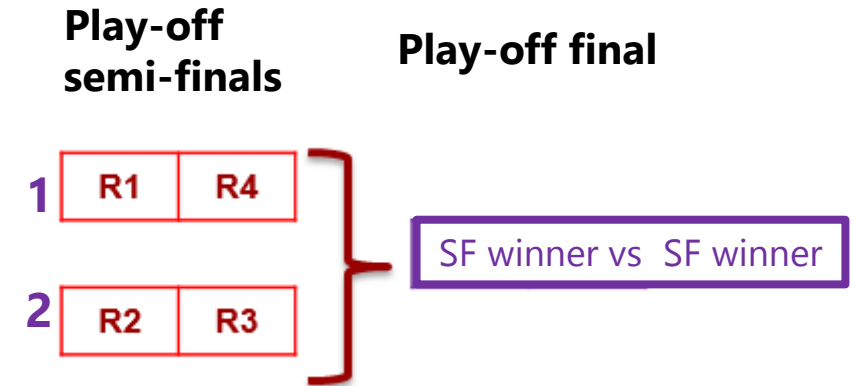 Play-off
semi-finals
Play-off final
1 R1 R4
SF winner vs SF winner
2 R2 R3